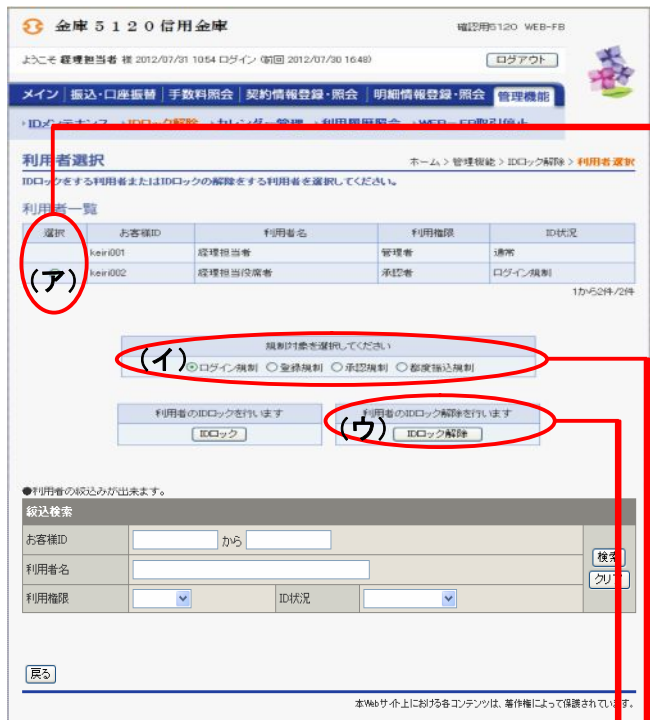 金庫5120信用金庫
確認用5120 WEB-FB
ようこそ 経理担当者 様 2012/07/31 10:54 ログイン (前回 2012/07/30 16:48)
ログアウト
メイン 振込・口座振替 手数料照会 契約情報登録・照会 明細情報登録・照会 管理機能
利用者選択
ホーム > 管理機能 > IDロック解除 > 利用者選択
IDロックをする利用者またはIDロックの解除をする利用者を選択してください。
利用者一覧
選択 お客様ID 利用者名 利用権限 ID状況
keiri001 経理担当者 管理者 通常
(ア) keiri002 経理担当役席者 承認者 ログイン規制
1から2件/2件
規制対象を選択してください
(イ) ログイン規制 登録規制 承認規制 都度振込規制
利用者のIDロックを行います 利用者のIDロック解除を行います
IDロック (ウ) IDロック解除
●利用者の絞込みが出来ます。
絞込検索
お客様ID から
利用者名
検索
クリア
利用権限 ID状況
戻る
本Webサイト上における各コンテンツは、著作権によって保護されています。